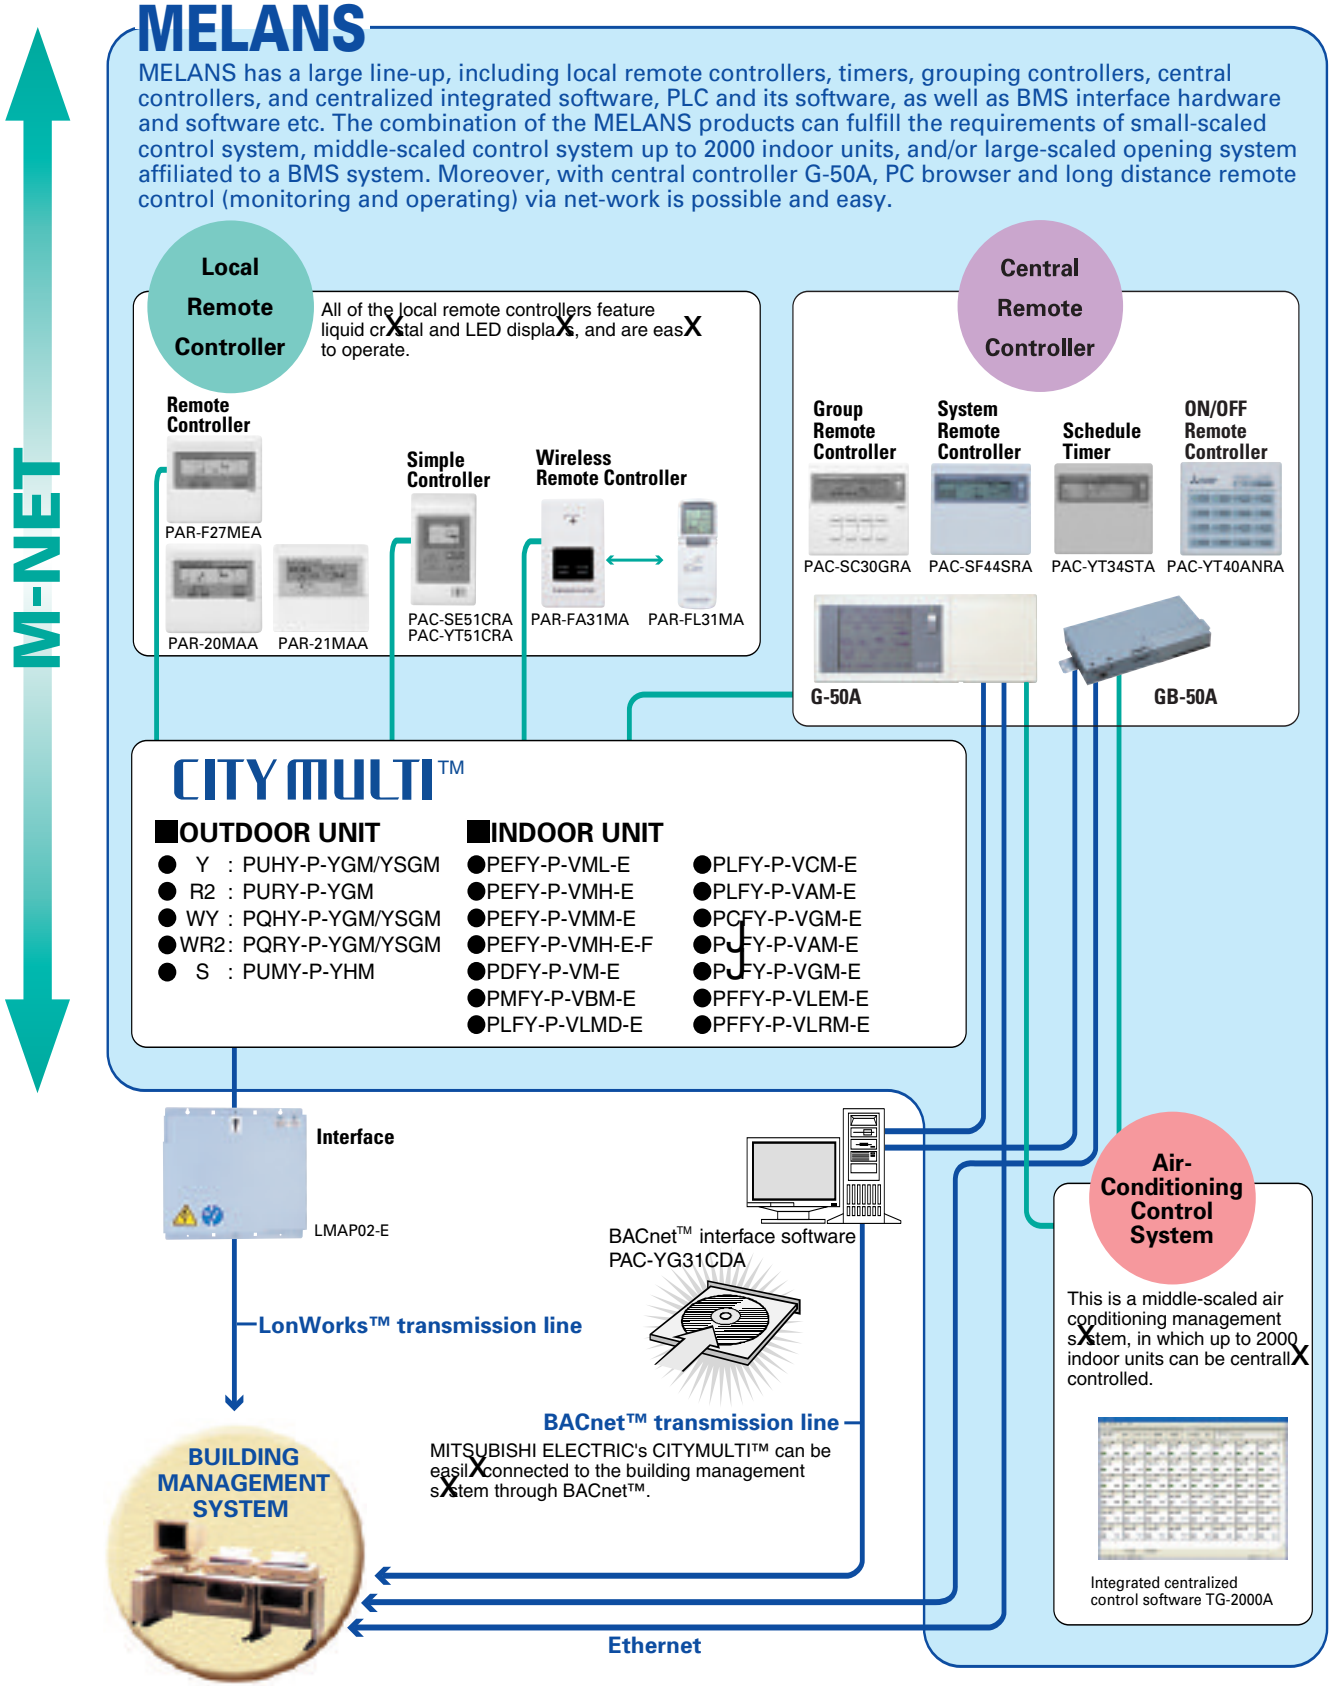 MELANS
MELANS has a large line-up, including local remote controllers, timers, grouping controllers, central
controllers, and centralized integrated software, PLC and its software, as well as BMS interface hardware
and software etc. The combination of the MELANS products can fulfill the requirements of small-scaled
control system, middle-scaled control system up to 2000 indoor units, and/or large-scaled opening system
affiliated to a BMS system. Moreover, with central controller G-50A, PC browser and long distance remote
control (monitoring and operating) via net-work is possible and easy.
M-NET
Local
Remote
Controller
All of the local remote controllers feature
liquid crXstal and LED displaXs, and are easX
to operate.
Remote
Controller
PAR-F27MEA
PAR-20MAA
PAR-21MAA
Simple
Controller
PAC-SE51CRA
PAC-YT51CRA
Wireless
Remote Controller
PAR-FA31MA
PAR-FL31MA
Central
Remote
Controller
Group
Remote
Controller
PAC-SC30GRA
System
Remote
Controller
PAC-SF44SRA
Schedule
Timer
PAC-YT34STA
ON/OFF
Remote
Controller
PAC-YT40ANRA
G-50A
GB-50A
CITY MULTI™
■OUTDOOR UNIT
● Y : PUHY-P-YGM/YSGM
● R2 : PURY-P-YGM
● WY : PQHY-P-YGM/YSGM
● WR2 : PQRY-P-YGM/YSGM
● S : PUMY-P-YHM
■INDOOR UNIT
●PEFY-P-VML-E
●PEFY-P-VMH-E
●PEFY-P-VMM-E
●PEFY-P-VMH-E-F
●PDFY-P-VM-E
●PMFY-P-VBM-E
●PLFY-P-VLMD-E
●PLFY-P-VCM-E
●PLFY-P-VAM-E
●PCFY-P-VGM-E
●PJFY-P-VAM-E
●PJFY-P-VGM-E
●PFFY-P-VLEM-E
●PFFY-P-VLRM-E
Interface
LMAP02-E
LonWorks™ transmission line
BACnet™ interface software
PAC-YG31CDA
BACnet™ transmission line
MITSUBISHI ELECTRIC's CITYMULTI™ can be
easilX connected to the building management
sXstem through BACnet™.
BUILDING
MANAGEMENT
SYSTEM
Ethernet
Air-
Conditioning
Control
System
This is a middle-scaled air
conditioning management
sXstem, in which up to 2000
indoor units can be centrallX
controlled.
Integrated centralized
control software TG-2000A